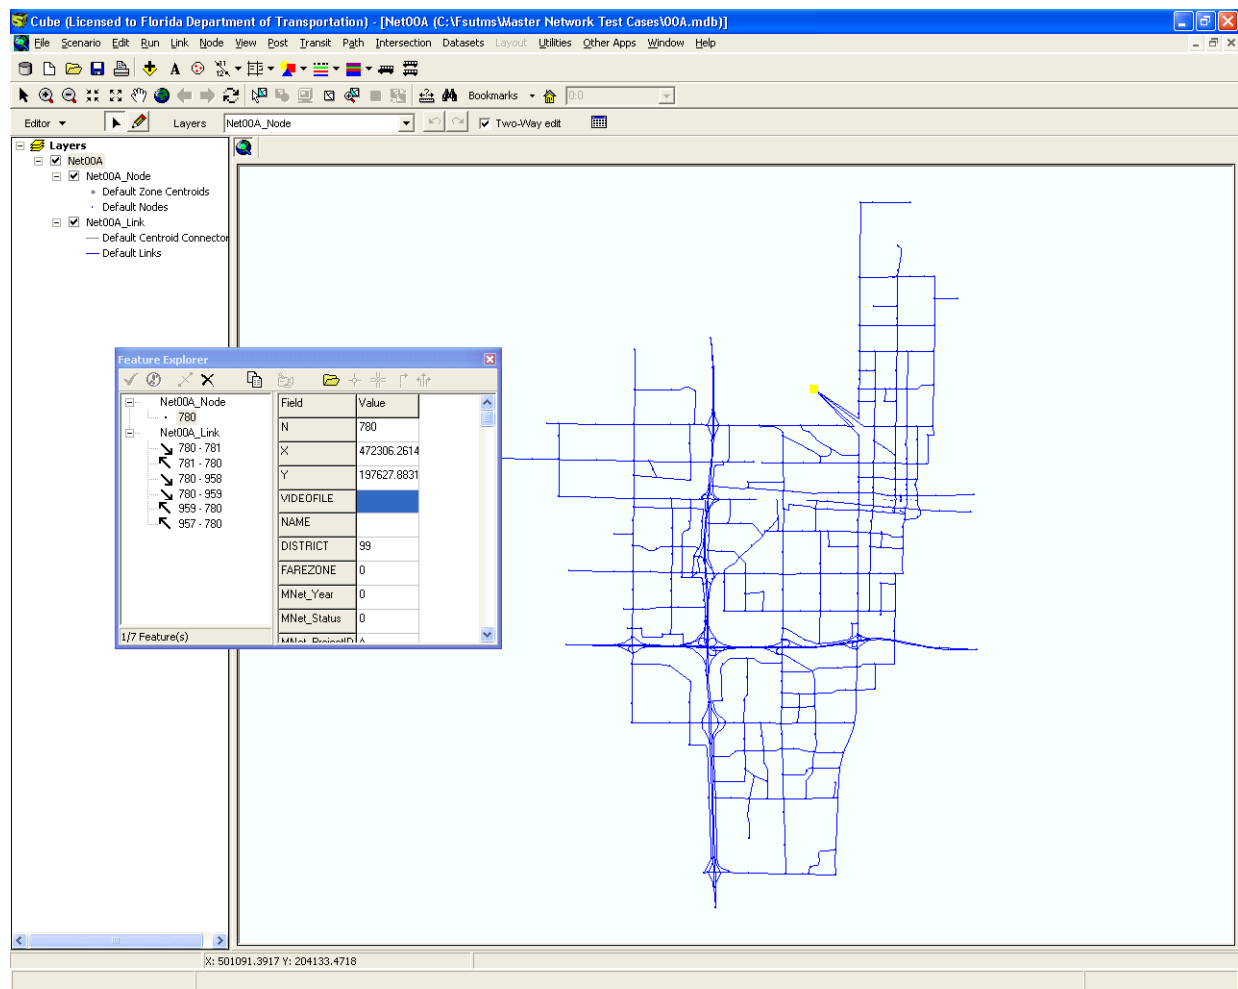 Cube (Licensed to Florida Department of Transportation) - [Net00A (C:\Fsutms\Master Network Test Cases\00A.mdb)]
File Scenario Edit Run Link Node View Post Transit Path Intersection Datasets Layout Utilities Other Apps Window Help
A
Bookmarks 0:0
Editor Layers Net00A_Node Two-Way edit
Layers
Net00A
Net00A_Node
Default Zone Centroids
Default Nodes
Net00A_Link
Default Centroid Connector
Default Links
Feature Explorer
Net00A_Node
780
Net00A_Link
780 - 781
781 - 780
780 - 958
780 - 959
959 - 780
957 - 780
1/7 Feature(s)
Field Value
N 780
X 472306.2614
Y 197627.8831
VIDEOFILE
NAME
DISTRICT 99
FAREZONE 0
MNet_Year 0
MNet_Status 0
X: 501091.3917 Y: 204133.4718